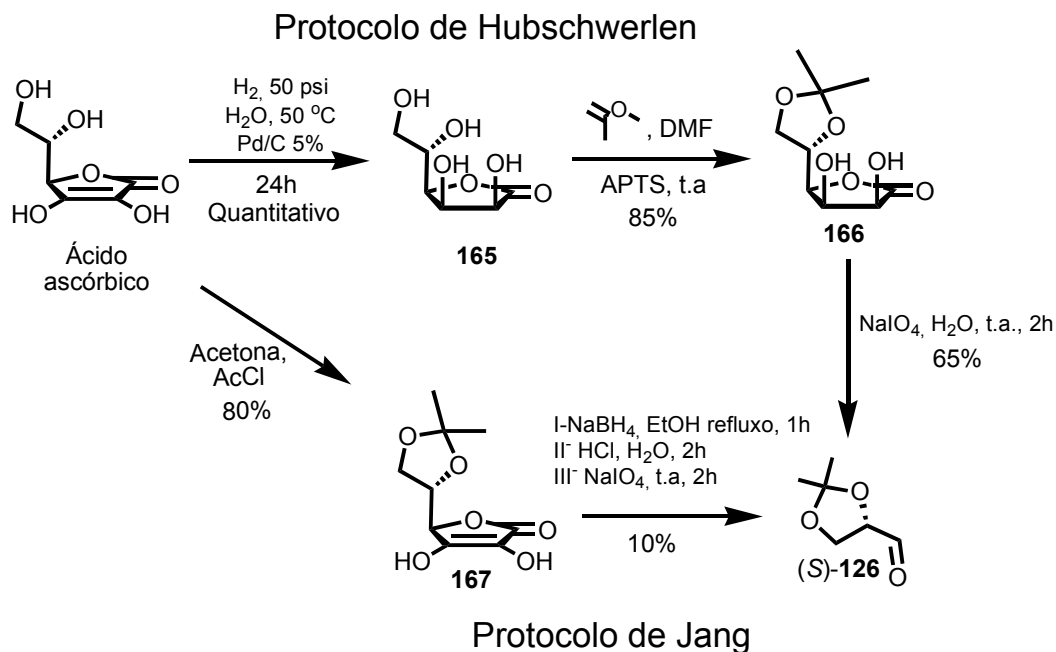 Protocolo de Hubschwerlen
OH
OH
O
O
HO
OH
Ácido
ascórbico
H2, 50 psi
H2O, 50 °C
Pd/C 5%
24h
Quantitativo
OH
OH
OH
OH
O
O
165
O
, DMF
APTS, t.a
85%
O
O
OH
OH
O
O
166
NaIO4, H2O, t.a., 2h
65%
Acetona,
AcCl
80%
O
O
O
O
HO
OH
167
I-NaBH4, EtOH refluxo, 1h
II- HCl, H2O, 2h
III- NaIO4, t.a, 2h
10%
O
O
O
(S)-126
Protocolo de Jang